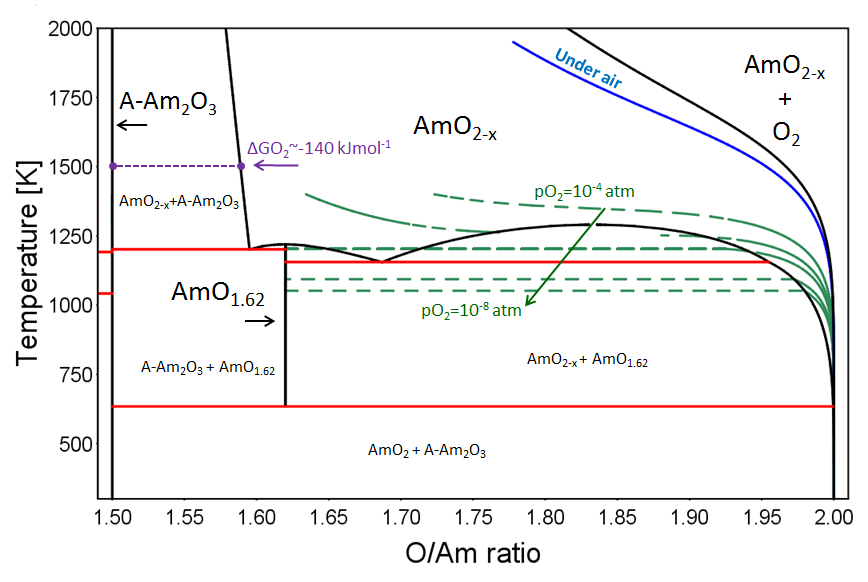 2000
1750
1500
1250
1000
750
500
Temperature [K]
1.50
1.55
1.60
1.65
1.70
1.75
1.80
1.85
1.90
1.95
2.00
O/Am ratio
A-Am₂O₃
AmO₂₋ₓ
Under air
AmO₂₋ₓ
+
O₂
ΔGO₂~-140 kJmol⁻¹
AmO₂₋ₓ+A-Am₂O₃
pO₂=10⁻⁴ atm
AmO₁.₆₂
pO₂=10⁻⁸ atm
A-Am₂O₃ + AmO₁.₆₂
AmO₂₋ₓ + AmO₁.₆₂
AmO₂ + A-Am₂O₃